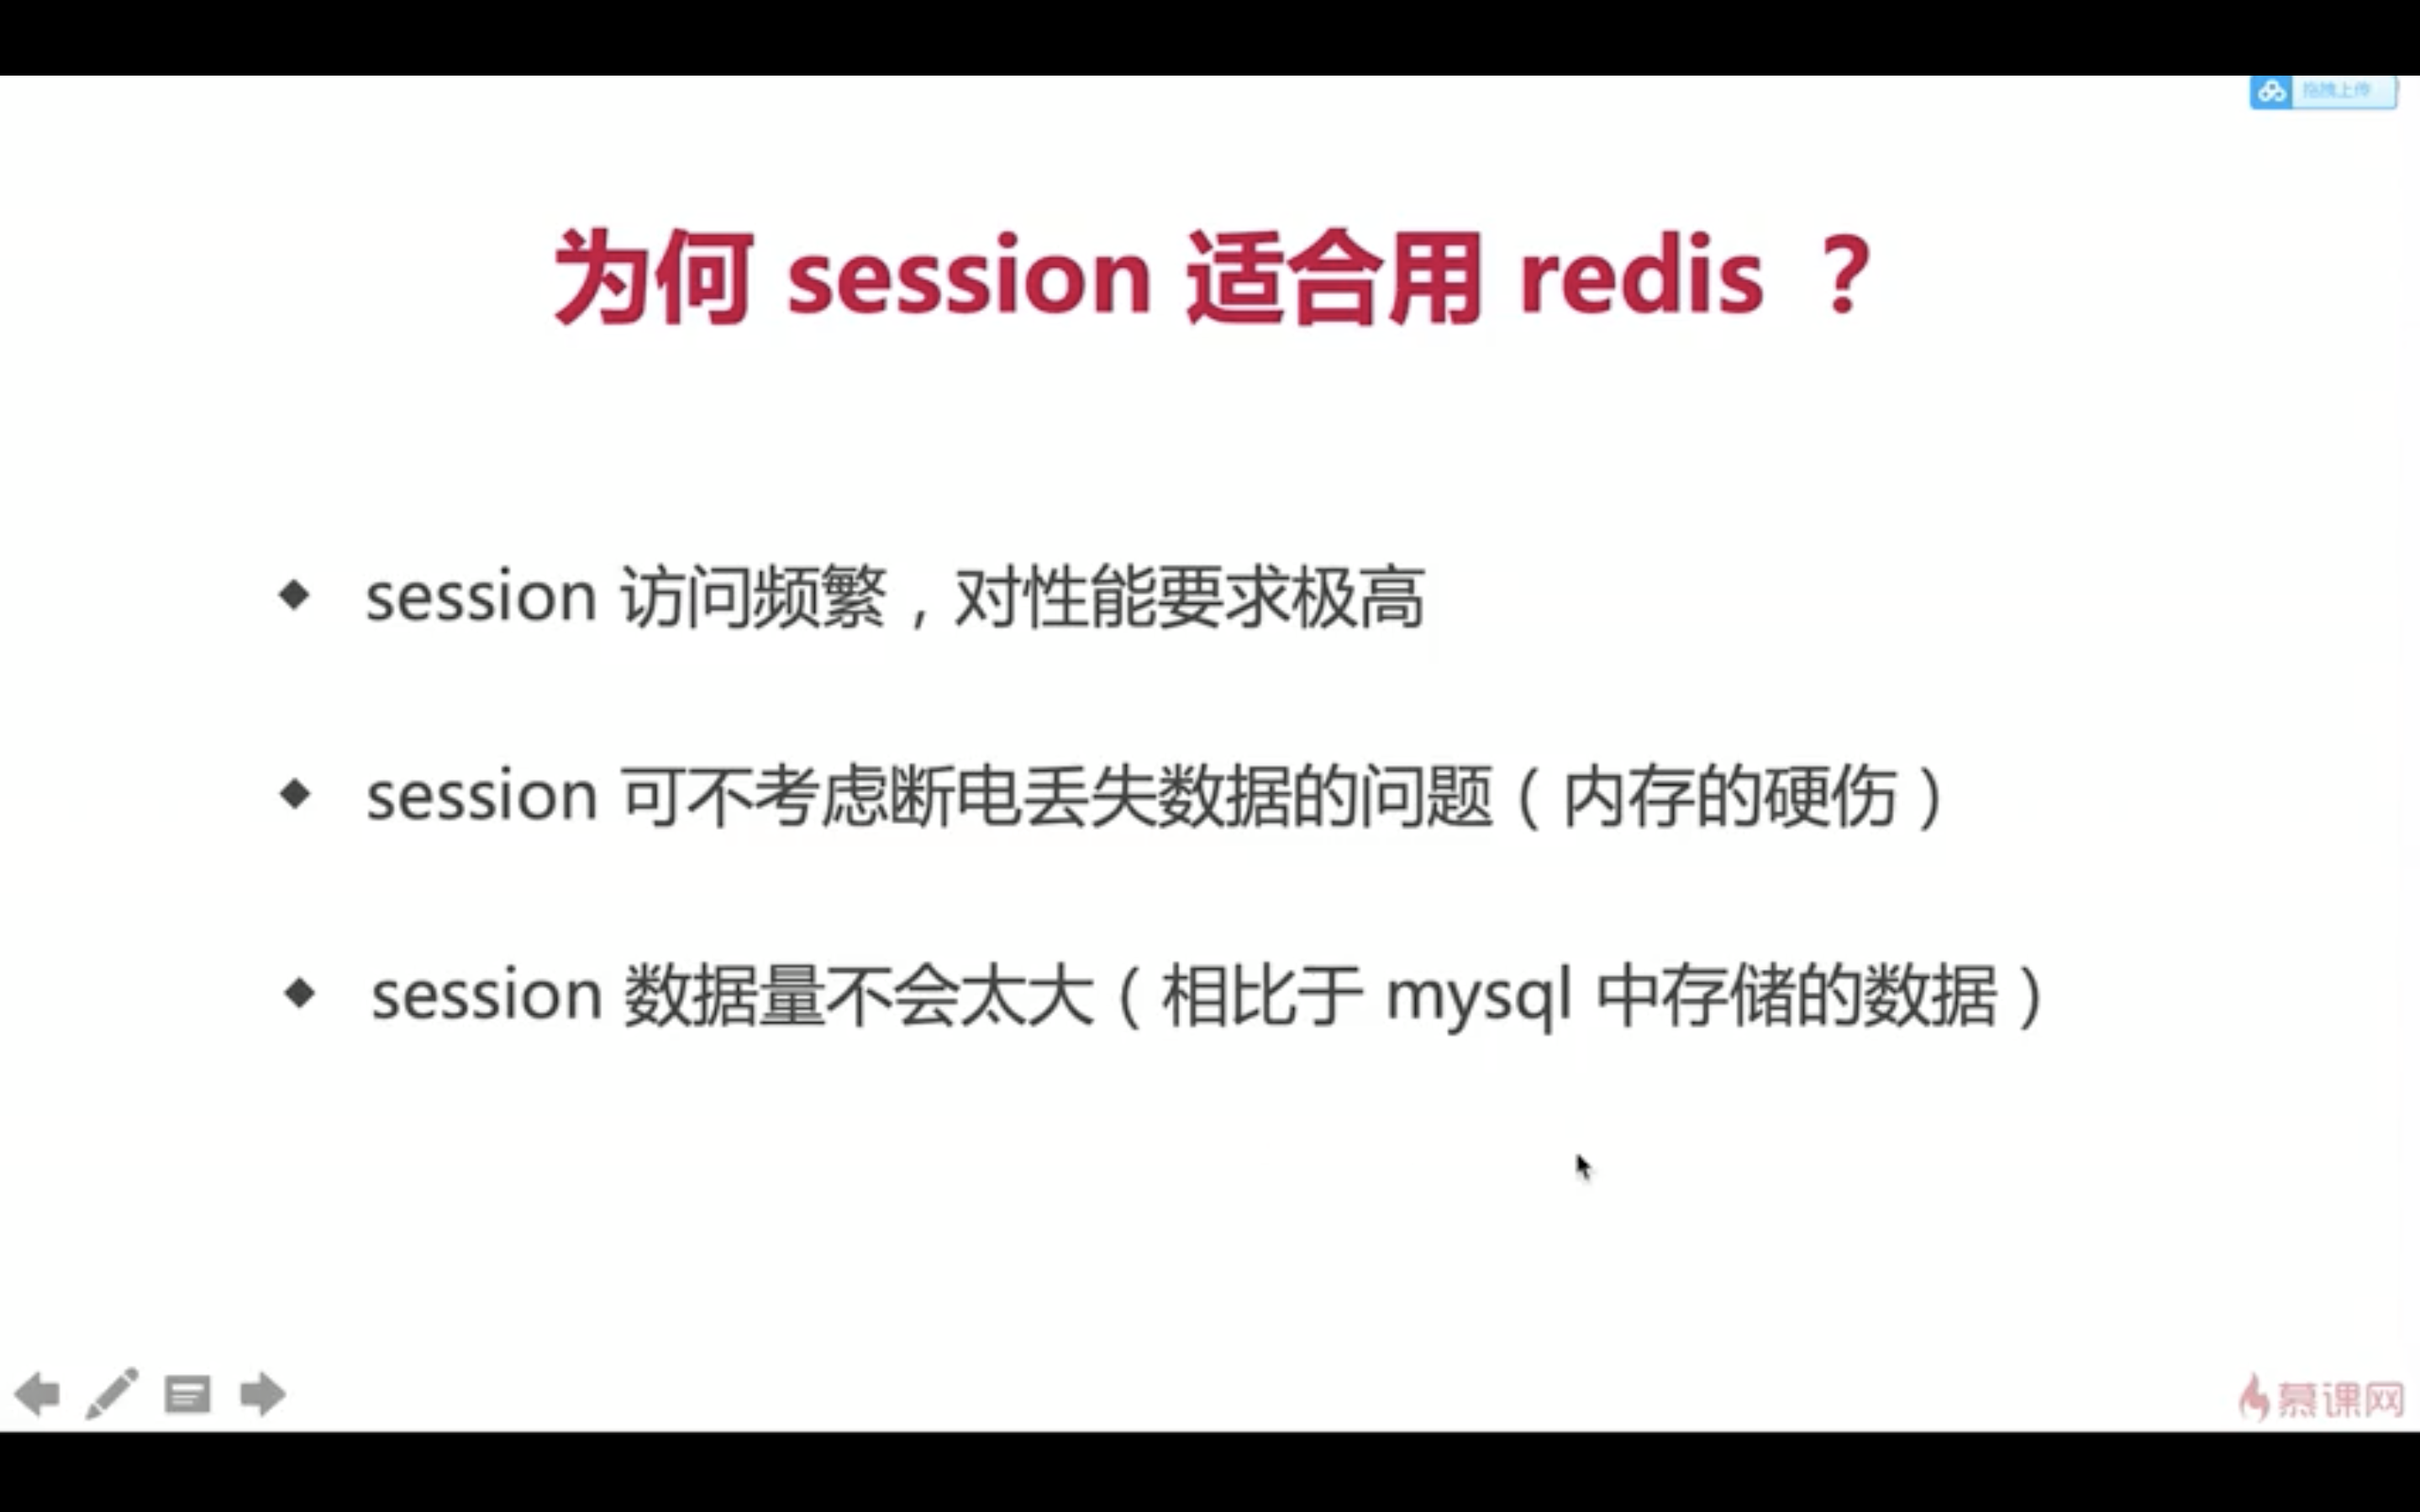 拖拽上传
为何 session 适合用 redis ？
◆ session 访问频繁，对性能要求极高
◆ session 可不考虑断电丢失数据的问题（内存的硬伤）
◆ session 数据量不会太大（相比于 mysql 中存储的数据）
慕课网